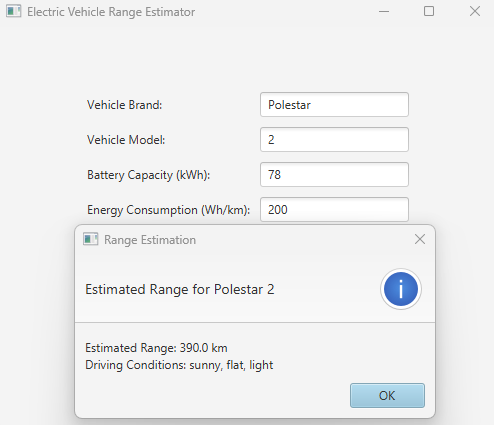 Electric Vehicle Range Estimator
Vehicle Brand: Polestar
Vehicle Model: 2
Battery Capacity (kWh): 78
Energy Consumption (Wh/km): 200
Range Estimation
Estimated Range for Polestar 2
i
Estimated Range: 390.0 km
Driving Conditions: sunny, flat, light
OK